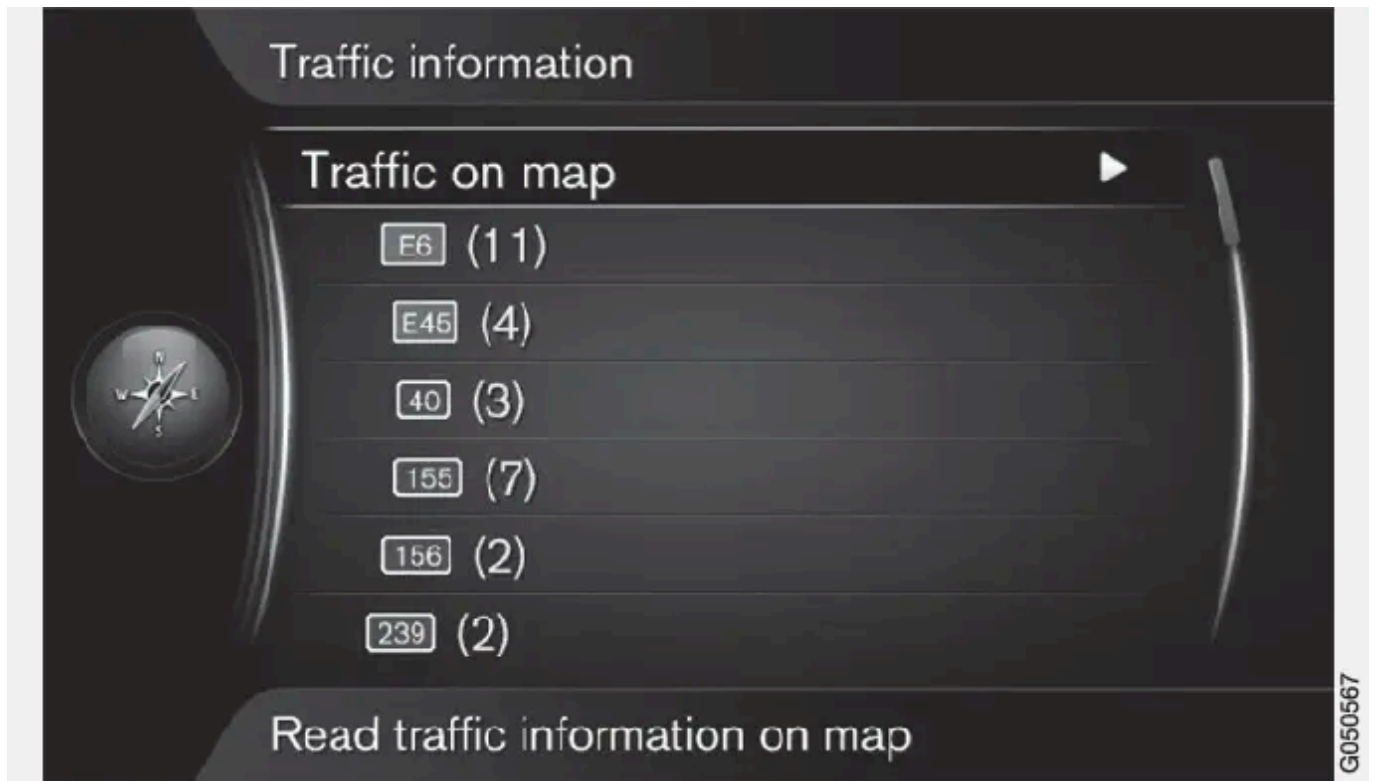 Traffic information
Traffic on map
E6 (11)
E45 (4)
40 (3)
155 (7)
N
W E
S
156 (2)
239 (2)
Read traffic information on map
G050567